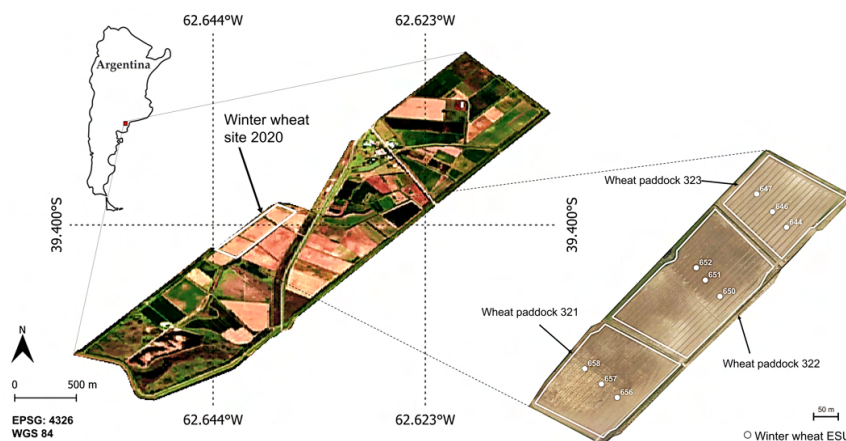 62.644°W
62.623°W
Argentina
Winter wheat
site 2020
Wheat paddock 323
647
646
644
39.400°S
39.400°S
652
651
650
Wheat paddock 321
658
657
656
Wheat paddock 322
N
0
500 m
62.644°W
62.623°W
EPSG: 4326
WGS 84
50 m
Winter wheat ESU